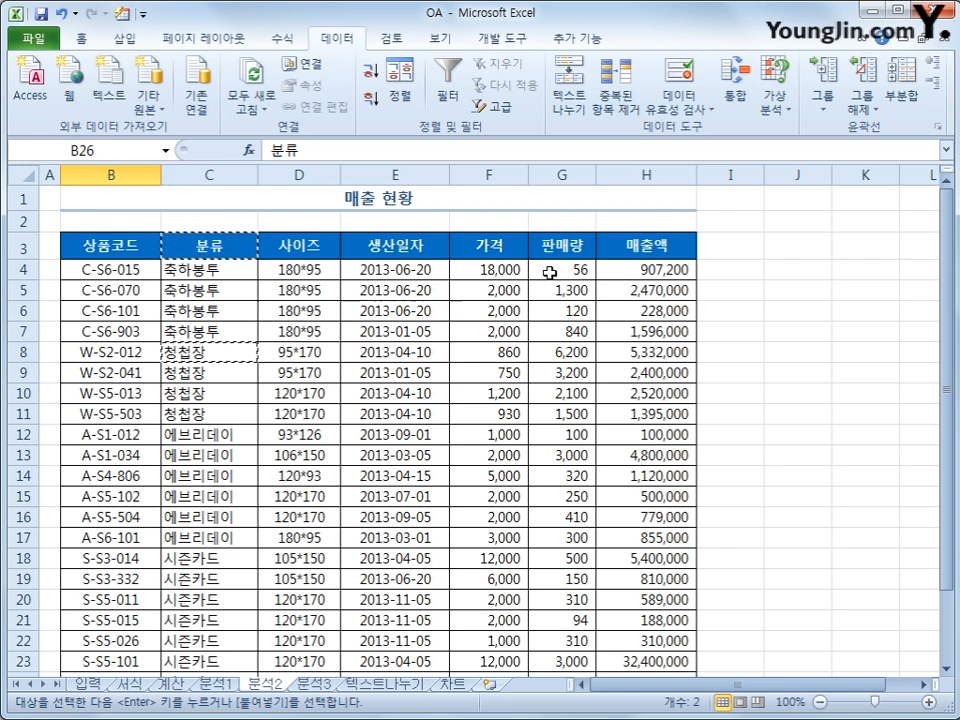 OA - Microsoft Excel
YoungJin.com Y.
파일 홈 삽입 페이지 레이아웃 수식 데이터 검토 보기 개발 도구 추가 기능
Access 웹 텍스트 기타 원본 기존 연결 모두 새로 고침 연결 속성 연결 편집 정렬 필터 지우기 다시 적용 고급 텍스트 나누기 중복된 항목 제거 데이터 유효성 검사 통합 가상 분석 그룹 그룹 해제 부분합
외부 데이터 가져오기 연결 정렬 및 필터 데이터 도구 윤곽선
B26 fx 분류
A B C D E F G H I J K L
1 매출 현황
2
3 상품코드 분류 사이즈 생산일자 가격 판매량 매출액
4 C-S6-015 축하봉투 180*95 2013-06-20 18,000 56 907,200
5 C-S6-070 축하봉투 180*95 2013-06-20 2,000 1,300 2,470,000
6 C-S6-101 축하봉투 180*95 2013-06-20 2,000 120 228,000
7 C-S6-903 축하봉투 180*95 2013-01-05 2,000 840 1,596,000
8 W-S2-012 청첩장 95*170 2013-04-10 860 6,200 5,332,000
9 W-S2-041 청첩장 95*170 2013-01-05 750 3,200 2,400,000
10 W-S5-013 청첩장 120*170 2013-04-10 1,200 2,100 2,520,000
11 W-S5-503 청첩장 120*170 2013-04-10 930 1,500 1,395,000
12 A-S1-012 에브리데이 93*126 2013-09-01 1,000 100 100,000
13 A-S1-034 에브리데이 106*150 2013-03-05 2,000 3,000 4,800,000
14 A-S4-806 에브리데이 120*93 2013-04-15 5,000 320 1,120,000
15 A-S5-102 에브리데이 120*170 2013-07-01 2,000 250 500,000
16 A-S5-504 에브리데이 120*170 2013-09-05 2,000 410 779,000
17 A-S6-101 에브리데이 180*95 2013-03-01 3,000 300 855,000
18 S-S3-014 시즌카드 105*150 2013-04-05 12,000 500 5,400,000
19 S-S3-332 시즌카드 105*150 2013-06-20 6,000 150 810,000
20 S-S5-011 시즌카드 120*170 2013-11-05 2,000 310 589,000
21 S-S5-015 시즌카드 120*170 2013-11-05 2,000 94 188,000
22 S-S5-026 시즌카드 120*170 2013-11-05 1,000 310 310,000
23 S-S5-101 시즌카드 120*170 2013-04-05 12,000 3,000 32,400,000
입력 서식 계산 분석1 분석2 분석3 텍스트나누기 차트
대상을 선택한 다음 <Enter> 키를 누르거나 [붙여넣기]를 선택합니다. 개수: 2 100%